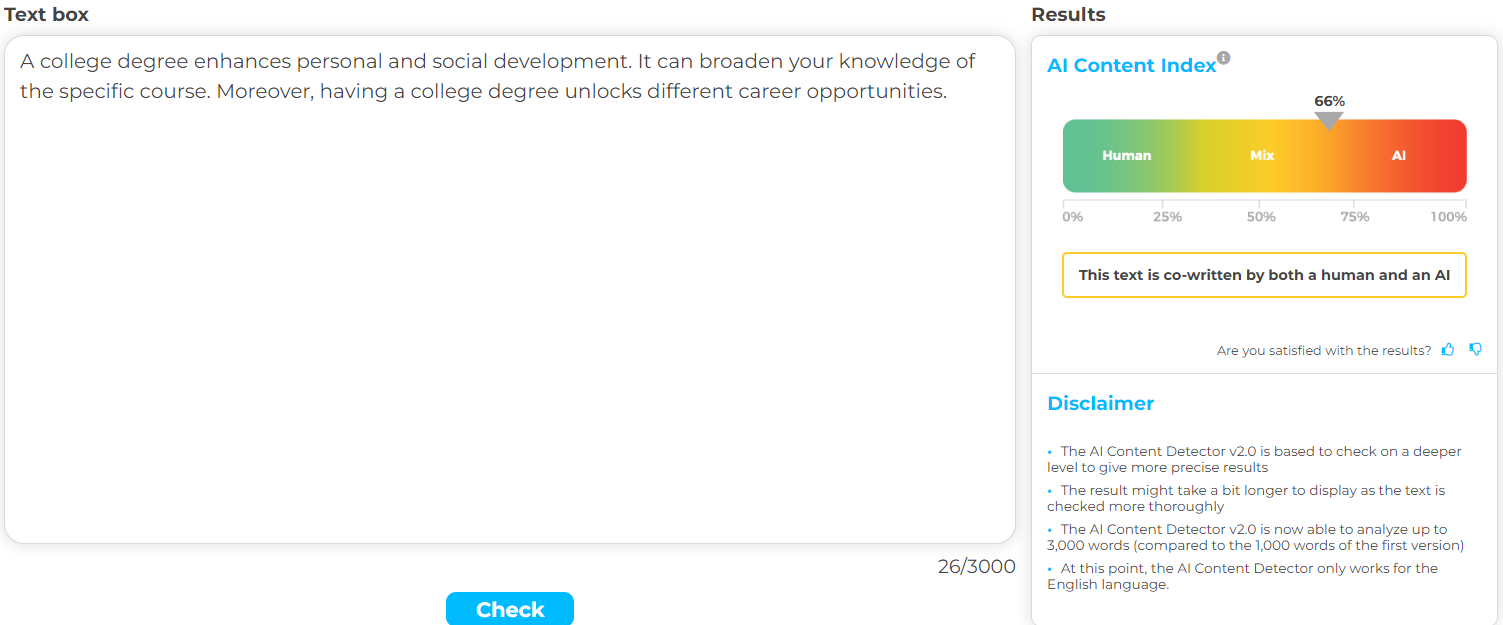 Text box
A college degree enhances personal and social development. It can broaden your knowledge of
the specific course. Moreover, having a college degree unlocks different career opportunities.
26/3000
Check
Results
AI Content Index
66%
Human Mix AI
0% 25% 50% 75% 100%
This text is co-written by both a human and an AI
Are you satisfied with the results?
Disclaimer
• The AI Content Detector v2.0 is based to check on a deeper
level to give more precise results
• The result might take a bit longer to display as the text is
checked more thoroughly
• The AI Content Detector v2.0 is now able to analyze up to
3,000 words (compared to the 1,000 words of the first version)
• At this point, the AI Content Detector only works for the
English language.